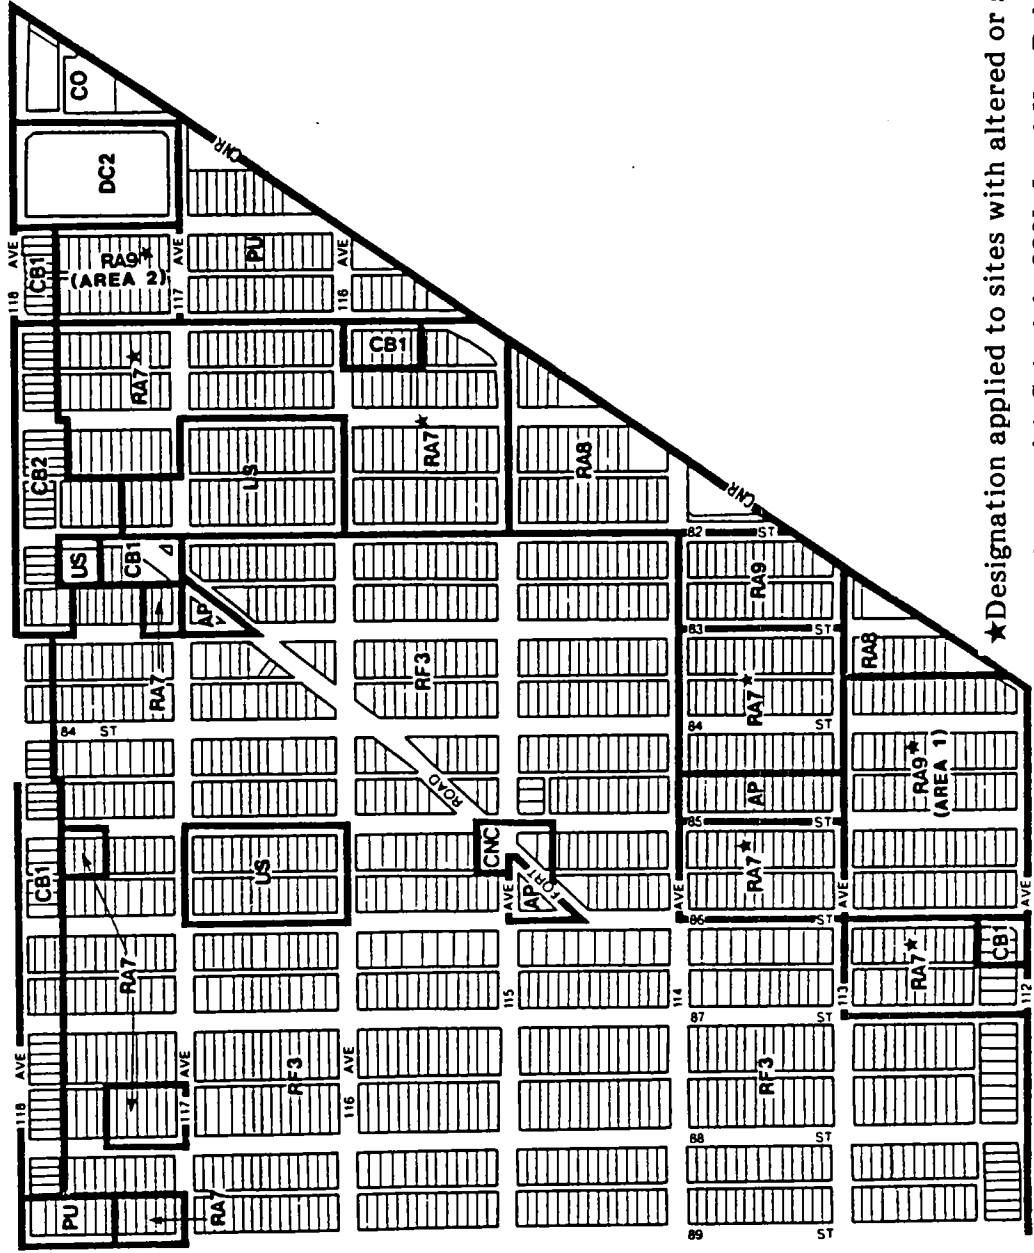 118 AVE
CO
DC2
CNR
CB1
RA9★
(AREA 2)
117 AVE
PU
116 AVE
RA7★
CB1
CB2
US
RA7★
RA8
CNR
US
CB1
AP
RA7
82 ST
RA9
83 ST
RF3
RA7★
RA8
84 ST
84 ST
ROAD
AP
RA9★
(AREA 1)
85 ST
CB1
US
CNC
AP
FORT
RA7★
115 AVE
114 AVE
113 AVE
112 AVE
86 ST
RA7
RA7★
CB1
87 ST
118 AVE
117 AVE
116 AVE
RF3
RF3
88 ST
PU
RA7
89 ST
★Designation applied to sites with altered or